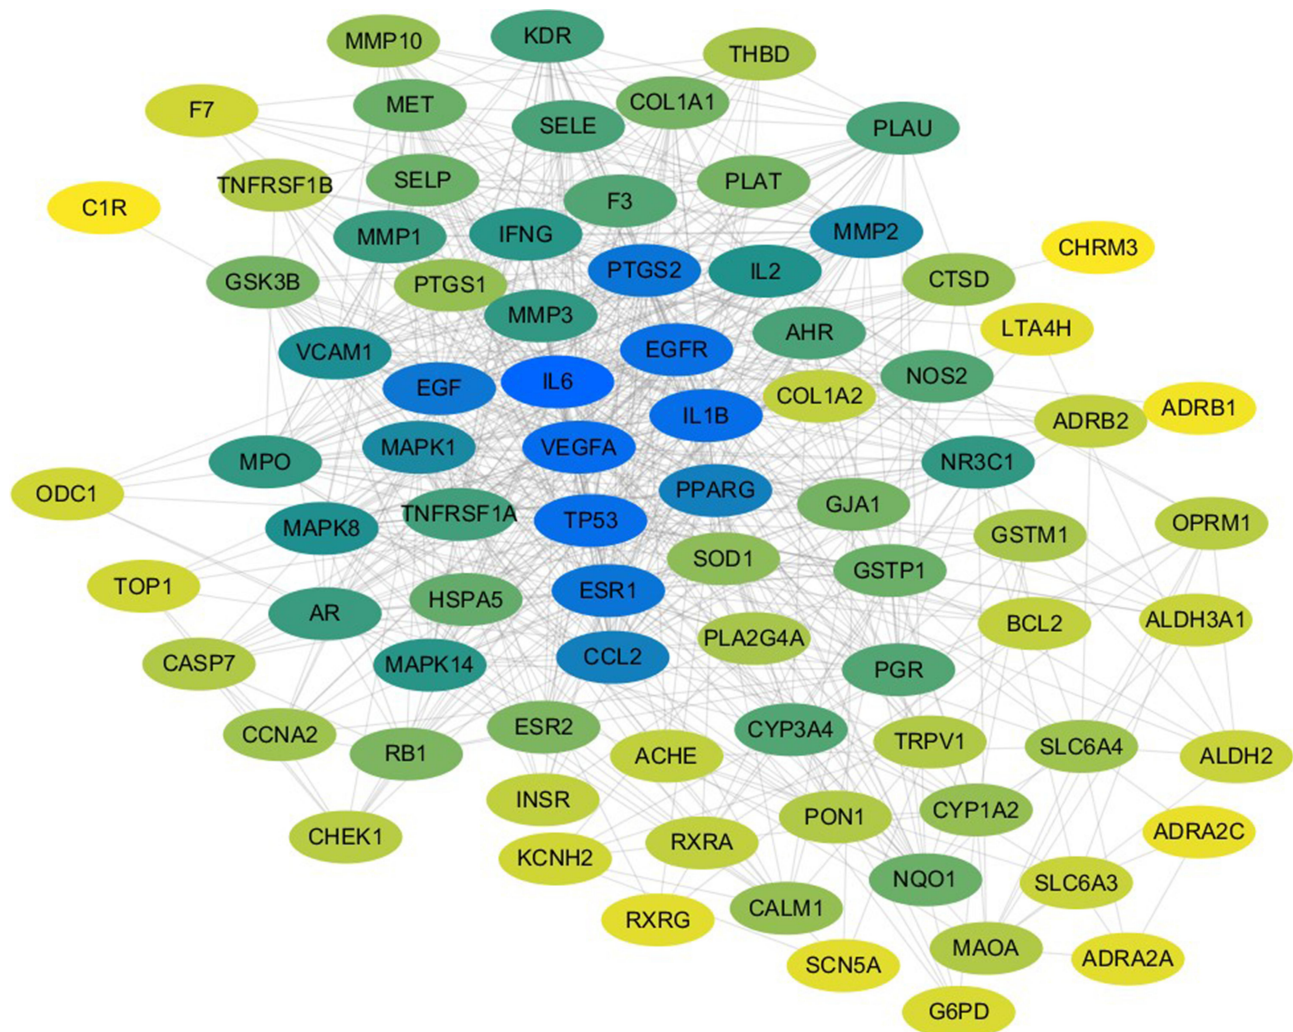 KDR
MMP10
THBD
COL1A1
MET
F7
SELE
PLAU
TNFRSF1B
SELP
PLAT
F3
C1R
MMP1
IFNG
MMP2
CHRM3
PTGS2
IL2
GSK3B
PTGS1
CTSD
MMP3
LTA4H
AHR
VCAM1
EGFR
NOS2
EGF
IL6
COL1A2
ADRB1
IL1B
ADRB2
MAPK1
VEGFA
MPO
NR3C1
PPARG
ODC1
GJA1
TNFRSF1A
OPRM1
TP53
MAPK8
GSTM1
SOD1
GSTP1
TOP1
ESR1
HSPA5
AR
ALDH3A1
BCL2
PLA2G4A
CCL2
CASP7
MAPK14
PGR
ESR2
CYP3A4
CCNA2
TRPV1
SLC6A4
RB1
ACHE
ALDH2
INSR
CYP1A2
PON1
CHEK1
ADRA2C
RXRA
KCNH2
NQO1
SLC6A3
CALM1
RXRG
MAOA
ADRA2A
SCN5A
G6PD